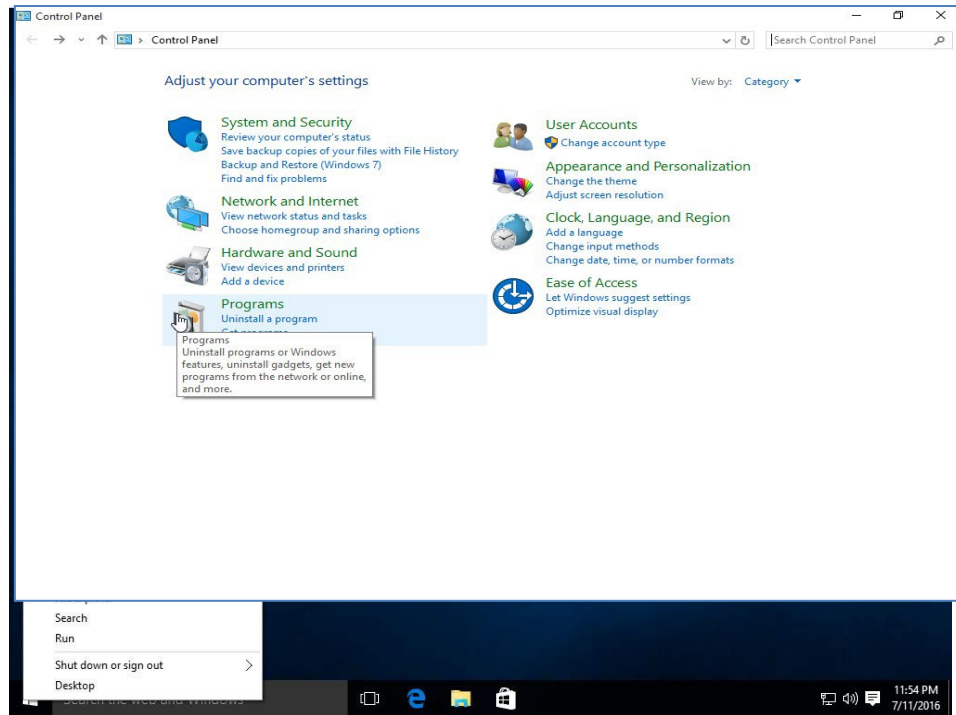 Control Panel
Control Panel
Search Control Panel
Adjust your computer's settings
View by: Category
System and Security
Review your computer's status
Save backup copies of your files with File History
Backup and Restore (Windows 7)
Find and fix problems
Network and Internet
View network status and tasks
Choose homegroup and sharing options
Hardware and Sound
View devices and printers
Add a device
Programs
Uninstall a program
Get programs
Programs
Uninstall programs or Windows
features, uninstall gadgets, get new
programs from the network or online,
and more.
User Accounts
Change account type
Appearance and Personalization
Change the theme
Adjust screen resolution
Clock, Language, and Region
Add a language
Change input methods
Change date, time, or number formats
Ease of Access
Let Windows suggest settings
Optimize visual display
Search
Run
Shut down or sign out
Desktop
Search the web and Windows
11:54 PM
7/11/2016